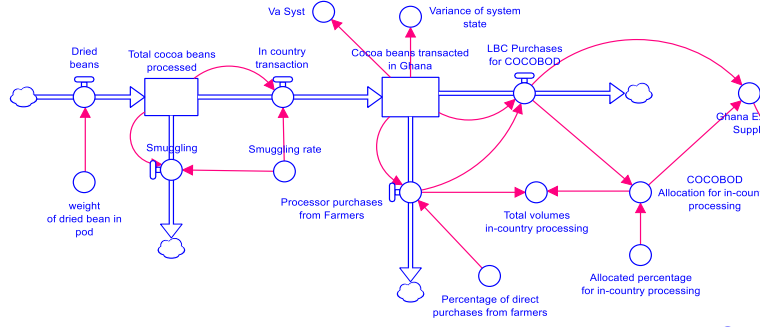 Va Syst
Variance of system
state
Dried
beans
Total cocoa beans
processed
In country
transaction
Cocoa beans transacted
in Ghana
LBC Purchases
for COCOBOD
Ghana E
Suppl
Smuggling
Smuggling rate
weight
of dried bean in
pod
Processor purchases
from Farmers
Total volumes
in-country processing
COCOBOD
Allocation for in-coun
processing
Percentage of direct
purchases from farmers
Allocated percentage
for in-country processing